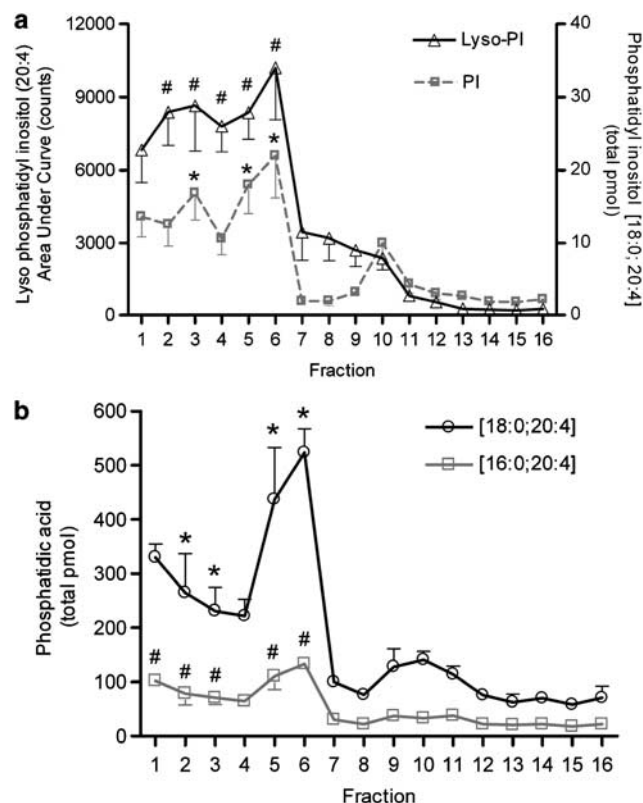 a
Lyso phosphatidyl inositol (20:4)
Area Under Curve (counts)
12000
9000
6000
3000
0
# # # # #
* * *
Lyso-PI
PI
40
30
20
10
0
Phosphatidyl inositol [18:0; 20:4]
(total pmol)
1 2 3 4 5 6 7 8 9 10 11 12 13 14 15 16
Fraction
b
Phosphatidic acid
(total pmol)
600
500
400
300
200
100
0
* * * *
# # # # #
[18:0;20:4]
[16:0;20:4]
1 2 3 4 5 6 7 8 9 10 11 12 13 14 15 16
Fraction